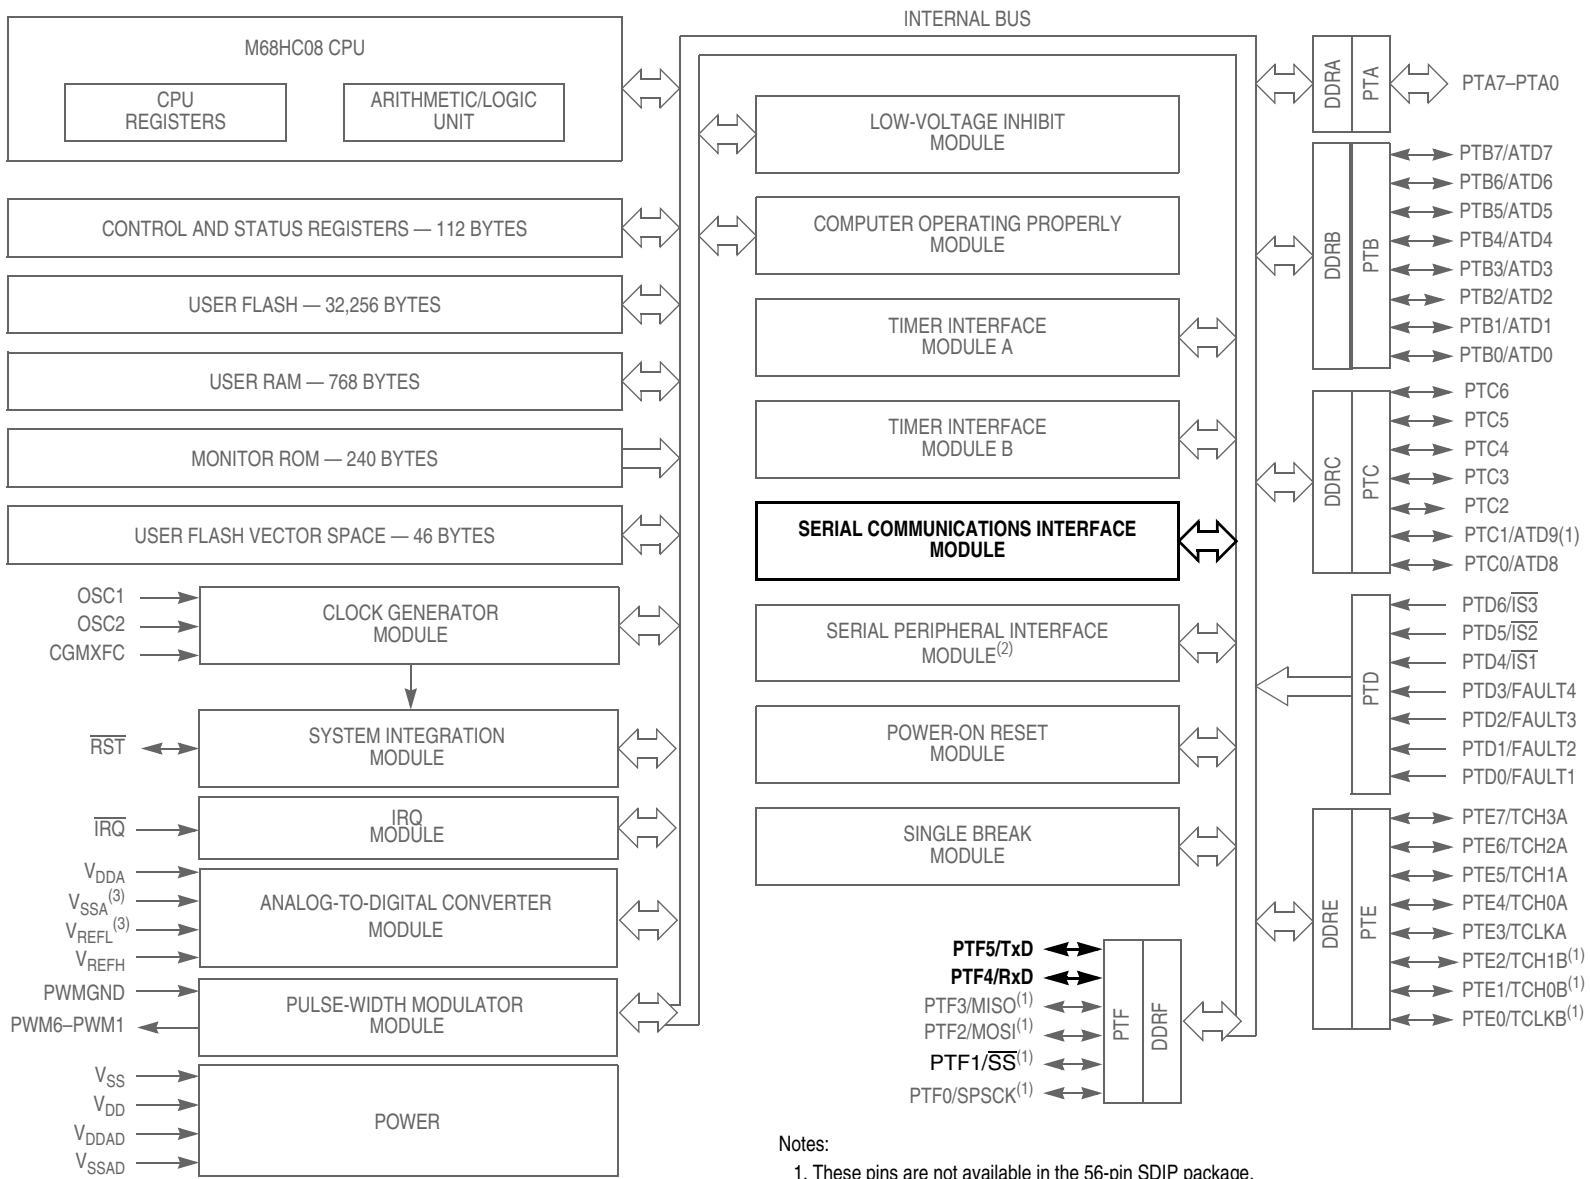 INTERNAL BUS
M68HC08 CPU
CPU
REGISTERS
ARITHMETIC/LOGIC
UNIT
CONTROL AND STATUS REGISTERS — 112 BYTES
USER FLASH — 32,256 BYTES
USER RAM — 768 BYTES
MONITOR ROM — 240 BYTES
USER FLASH VECTOR SPACE — 46 BYTES
OSC1
OSC2
CGMXFC
CLOCK GENERATOR
MODULE
RST
SYSTEM INTEGRATION
MODULE
IRQ
IRQ
MODULE
VDDA
VSSA(3)
VREFL(3)
VREFH
ANALOG-TO-DIGITAL CONVERTER
MODULE
PWMGND
PWM6–PWM1
PULSE-WIDTH MODULATOR
MODULE
VSS
VDD
VDDAD
VSSAD
POWER
LOW-VOLTAGE INHIBIT
MODULE
COMPUTER OPERATING PROPERLY
MODULE
TIMER INTERFACE
MODULE A
TIMER INTERFACE
MODULE B
SERIAL COMMUNICATIONS INTERFACE
MODULE
SERIAL PERIPHERAL INTERFACE
MODULE(2)
POWER-ON RESET
MODULE
SINGLE BREAK
MODULE
PTF5/TxD
PTF4/RxD
PTF3/MISO(1)
PTF2/MOSI(1)
PTF1/SS(1)
PTF0/SPSCK(1)
PTF
DDRF
DDRA
PTA
PTA7–PTA0
DDRB
PTB
PTB7/ATD7
PTB6/ATD6
PTB5/ATD5
PTB4/ATD4
PTB3/ATD3
PTB2/ATD2
PTB1/ATD1
PTB0/ATD0
DDRC
PTC
PTC6
PTC5
PTC4
PTC3
PTC2
PTC1/ATD9(1)
PTC0/ATD8
PTD
PTD6/IS3
PTD5/IS2
PTD4/IS1
PTD3/FAULT4
PTD2/FAULT3
PTD1/FAULT2
PTD0/FAULT1
DDRE
PTE
PTE7/TCH3A
PTE6/TCH2A
PTE5/TCH1A
PTE4/TCH0A
PTE3/TCLKA
PTE2/TCH1B(1)
PTE1/TCH0B(1)
PTE0/TCLKB(1)
Notes:
1. These pins are not available in the 56-pin SDIP package.